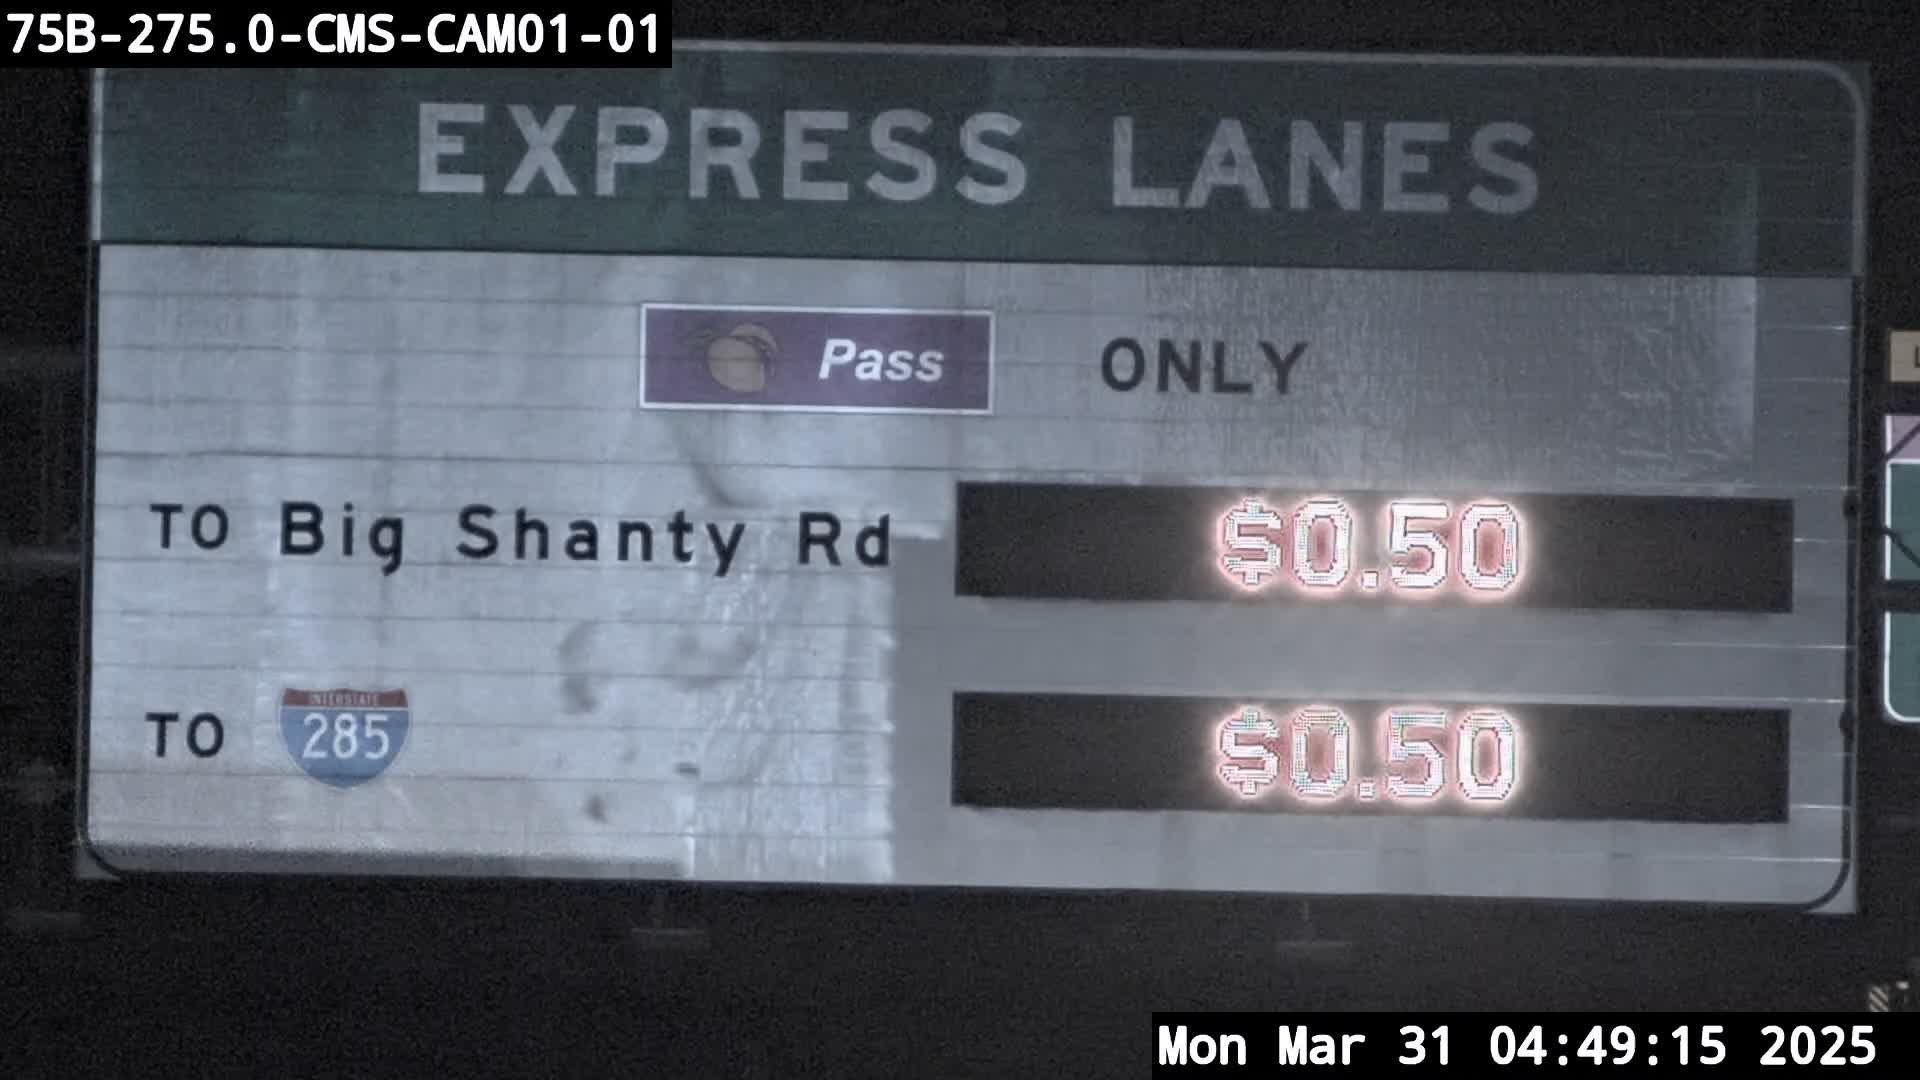 75B-275.0-CMS-CAM01-01
EXPRESS LANES
Pass ONLY
TO Big Shanty Rd $0.50
TO INTERSTATE 285 $0.50
Mon Mar 31 04:49:15 2025